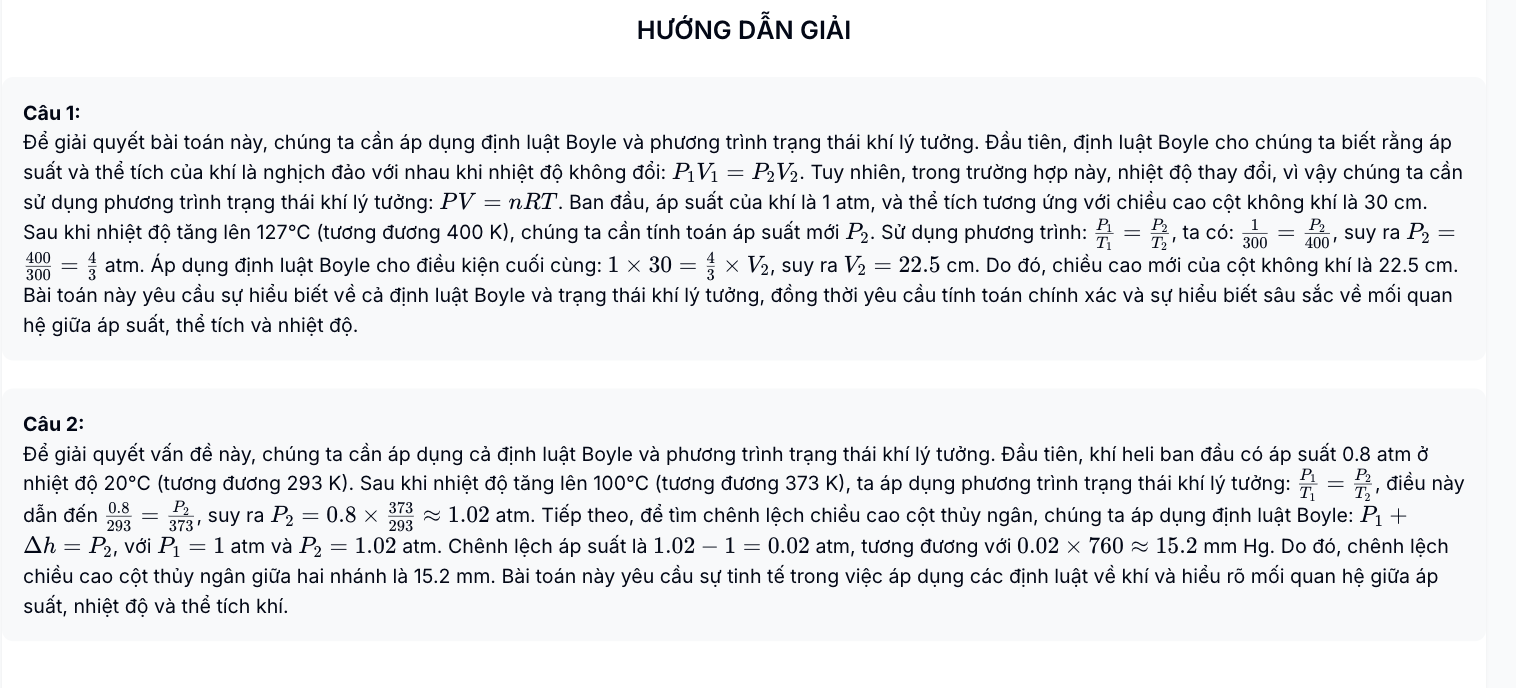 HƯỚNG DẪN GIẢI
Câu 1:
Để giải quyết bài toán này, chúng ta cần áp dụng định luật Boyle và phương trình trạng thái khí lý tưởng. Đầu tiên, định luật Boyle cho chúng ta biết rằng áp
suất và thể tích của khí là nghịch đảo với nhau khi nhiệt độ không đổi: $P_1V_1 = P_2V_2$. Tuy nhiên, trong trường hợp này, nhiệt độ thay đổi, vì vậy chúng ta cần
sử dụng phương trình trạng thái khí lý tưởng: $PV = nRT$. Ban đầu, áp suất của khí là 1 atm, và thể tích tương ứng với chiều cao cột không khí là 30 cm.
Sau khi nhiệt độ tăng lên 127°C (tương đương 400 K), chúng ta cần tính toán áp suất mới $P_2$. Sử dụng phương trình: $\frac{P_1}{T_1} = \frac{P_2}{T_2}$, ta có: $\frac{1}{300} = \frac{P_2}{400}$, suy ra $P_2 =$
$\frac{400}{300} = \frac{4}{3}$ atm. Áp dụng định luật Boyle cho điều kiện cuối cùng: $1 \times 30 = \frac{4}{3} \times V_2$, suy ra $V_2 = 22.5$ cm. Do đó, chiều cao mới của cột không khí là 22.5 cm.
Bài toán này yêu cầu sự hiểu biết về cả định luật Boyle và trạng thái khí lý tưởng, đồng thời yêu cầu tính toán chính xác và sự hiểu biết sâu sắc về mối quan
hệ giữa áp suất, thể tích và nhiệt độ.
Câu 2:
Để giải quyết vấn đề này, chúng ta cần áp dụng cả định luật Boyle và phương trình trạng thái khí lý tưởng. Đầu tiên, khí heli ban đầu có áp suất 0.8 atm ở
nhiệt độ 20°C (tương đương 293 K). Sau khi nhiệt độ tăng lên 100°C (tương đương 373 K), ta áp dụng phương trình trạng thái khí lý tưởng: $\frac{P_1}{T_1} = \frac{P_2}{T_2}$, điều này
dẫn đến $\frac{0.8}{293} = \frac{P_2}{373}$, suy ra $P_2 = 0.8 \times \frac{373}{293} \approx 1.02$ atm. Tiếp theo, để tìm chênh lệch chiều cao cột thủy ngân, chúng ta áp dụng định luật Boyle: $P_1 +$
$\Delta h = P_2$, với $P_1 = 1$ atm và $P_2 = 1.02$ atm. Chênh lệch áp suất là $1.02 - 1 = 0.02$ atm, tương đương với $0.02 \times 760 \approx 15.2$ mm Hg. Do đó, chênh lệch
chiều cao cột thủy ngân giữa hai nhánh là 15.2 mm. Bài toán này yêu cầu sự tinh tế trong việc áp dụng các định luật về khí và hiểu rõ mối quan hệ giữa áp
suất, nhiệt độ và thể tích khí.